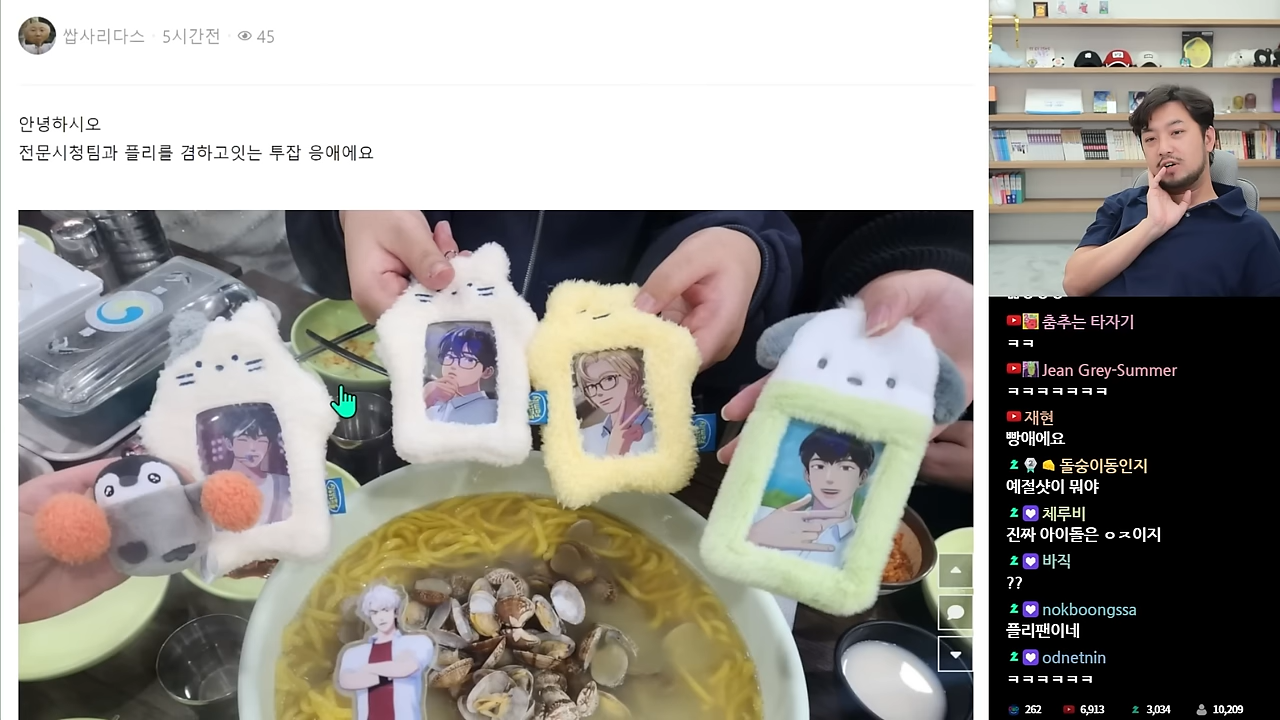 쌉사리다스 · 5시간전 · 45
안녕하시오
전문시청팀과 플리를 겸하고잇는 투잡 응애에요
춤추는 타자기
ㅋㅋ
Jean Grey-Summer
ㅋㅋㅋㅋㅋㅋㅋ
재현
빵애에요
돌숭이동인지
예절샷이 뭐야
체루비
진짜 아이돌은 ㅇㅈ이지
바직
??
nokboongssa
플리팬이네
odnetnin
ㅋㅋㅋㅋㅋㅋ
262 6,913 3,034 10,209